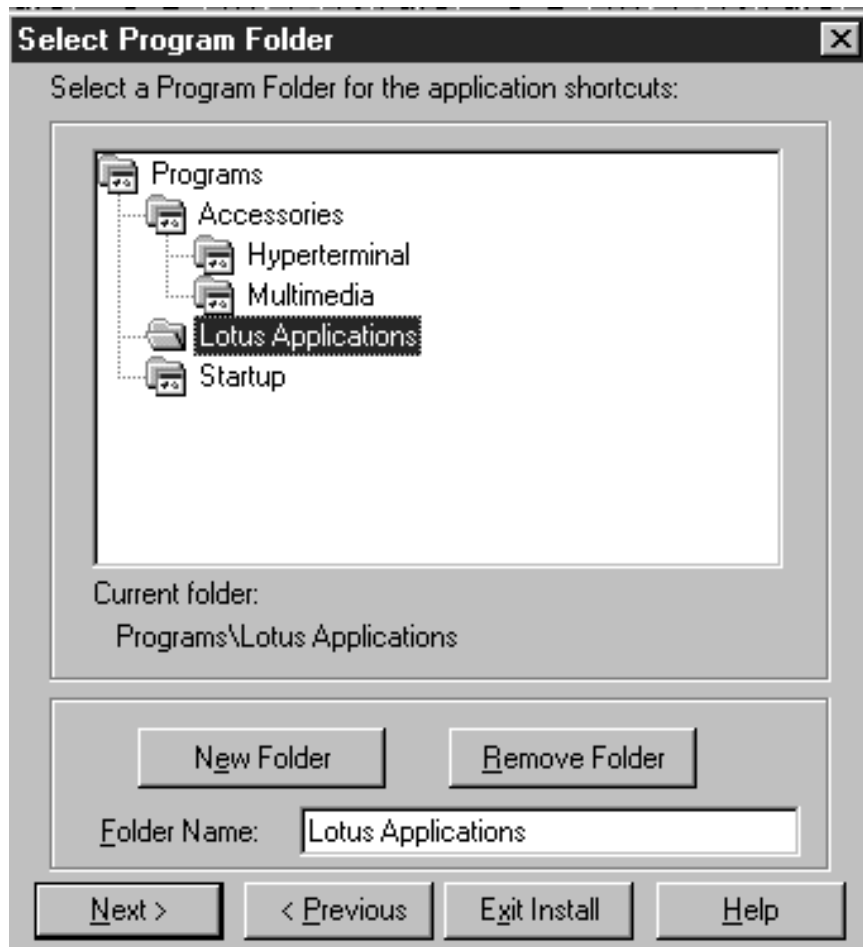 Select Program Folder
Select a Program Folder for the application shortcuts:
Programs
Accessories
Hyperterminal
Multimedia
Lotus Applications
Startup
Current folder:
Programs\Lotus Applications
New Folder Remove Folder
Folder Name: Lotus Applications
Next > < Previous Exit Install Help